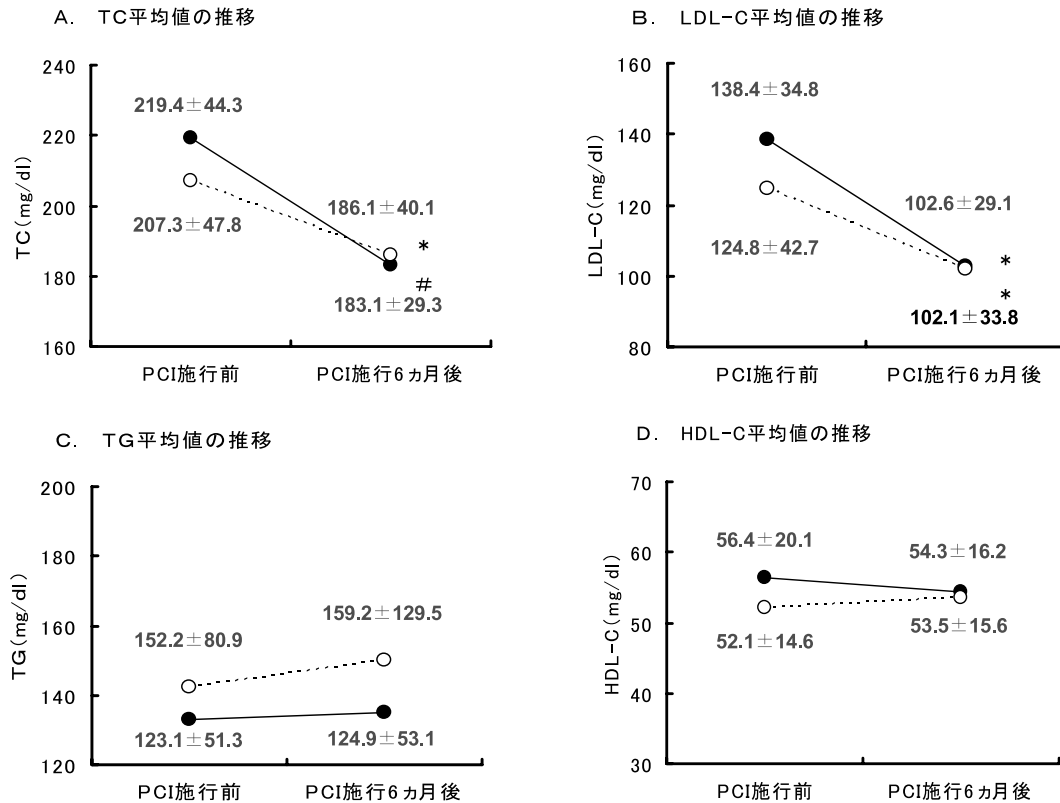 A. TC平均値の推移
240
220
200
180
160
TC(mg/dl)
219.4±44.3
207.3±47.8
186.1±40.1
*
#
183.1±29.3
PCI施行前
PCI施行6ヵ月後
B. LDL-C平均値の推移
160
140
120
100
80
LDL-C(mg/dl)
138.4±34.8
124.8±42.7
102.6±29.1
*
*
102.1±33.8
PCI施行前
PCI施行6ヵ月後
C. TG平均値の推移
200
180
160
140
120
TG(mg/dl)
152.2±80.9
159.2±129.5
123.1±51.3
124.9±53.1
PCI施行前
PCI施行6ヵ月後
D. HDL-C平均値の推移
70
60
50
40
30
HDL-C(mg/dl)
56.4±20.1
54.3±16.2
52.1±14.6
53.5±15.6
PCI施行前
PCI施行6ヵ月後